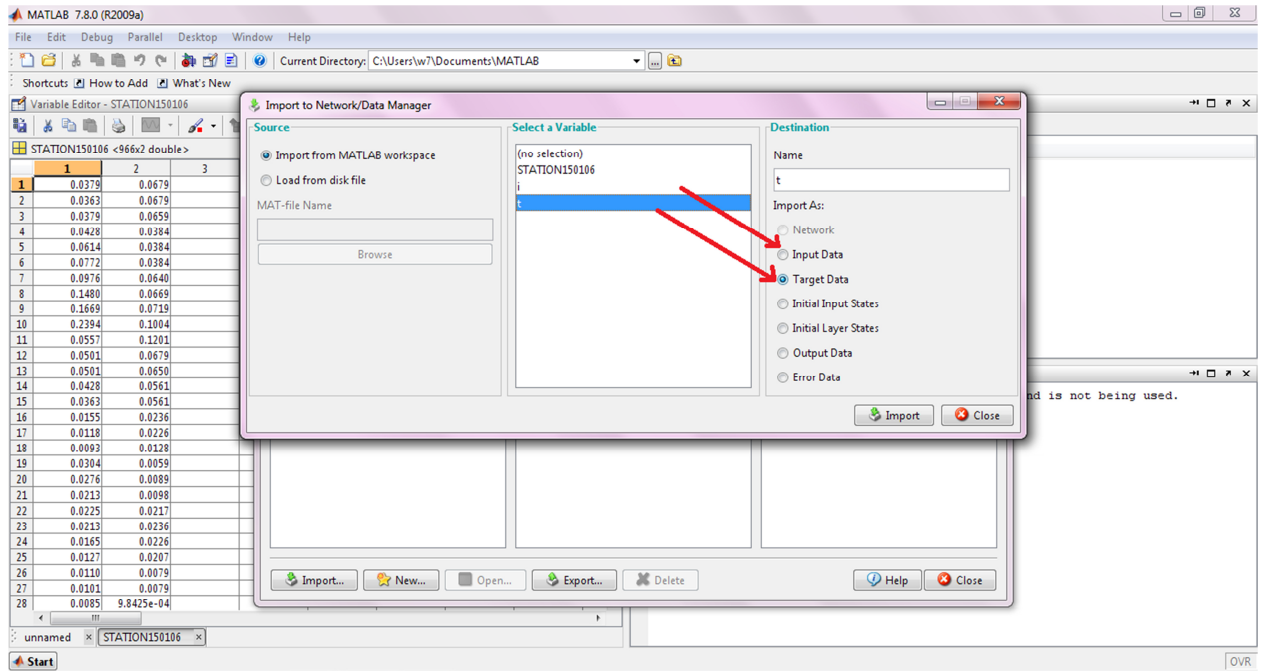 MATLAB 7.8.0 (R2009a)
File Edit Debug Parallel Desktop Window Help
Current Directory: C:\Users\w7\Documents\MATLAB
Shortcuts How to Add What's New
Variable Editor - STATION150106
STATION150106 <966x2 double>
1 2 3
1 0.0379 0.0679
2 0.0363 0.0679
3 0.0379 0.0659
4 0.0428 0.0384
5 0.0614 0.0384
6 0.0772 0.0384
7 0.0976 0.0640
8 0.1480 0.0669
9 0.1669 0.0719
10 0.2394 0.1004
11 0.0557 0.1201
12 0.0501 0.0679
13 0.0501 0.0650
14 0.0428 0.0561
15 0.0363 0.0561
16 0.0155 0.0236
17 0.0118 0.0226
18 0.0093 0.0128
19 0.0304 0.0059
20 0.0276 0.0089
21 0.0213 0.0098
22 0.0225 0.0217
23 0.0213 0.0236
24 0.0165 0.0226
25 0.0127 0.0207
26 0.0110 0.0079
27 0.0101 0.0079
28 0.0085 9.8425e-04
unnamed STATION150106
Start
Import to Network/Data Manager
Source
Import from MATLAB workspace
Load from disk file
MAT-file Name
Browse
Select a Variable
(no selection)
STATION150106
i
t
Destination
Name
t
Import As:
Network
Input Data
Target Data
Initial Input States
Initial Layer States
Output Data
Error Data
Import Close
Import... New... Open... Export... Delete Help Close
nd is not being used.
OVR